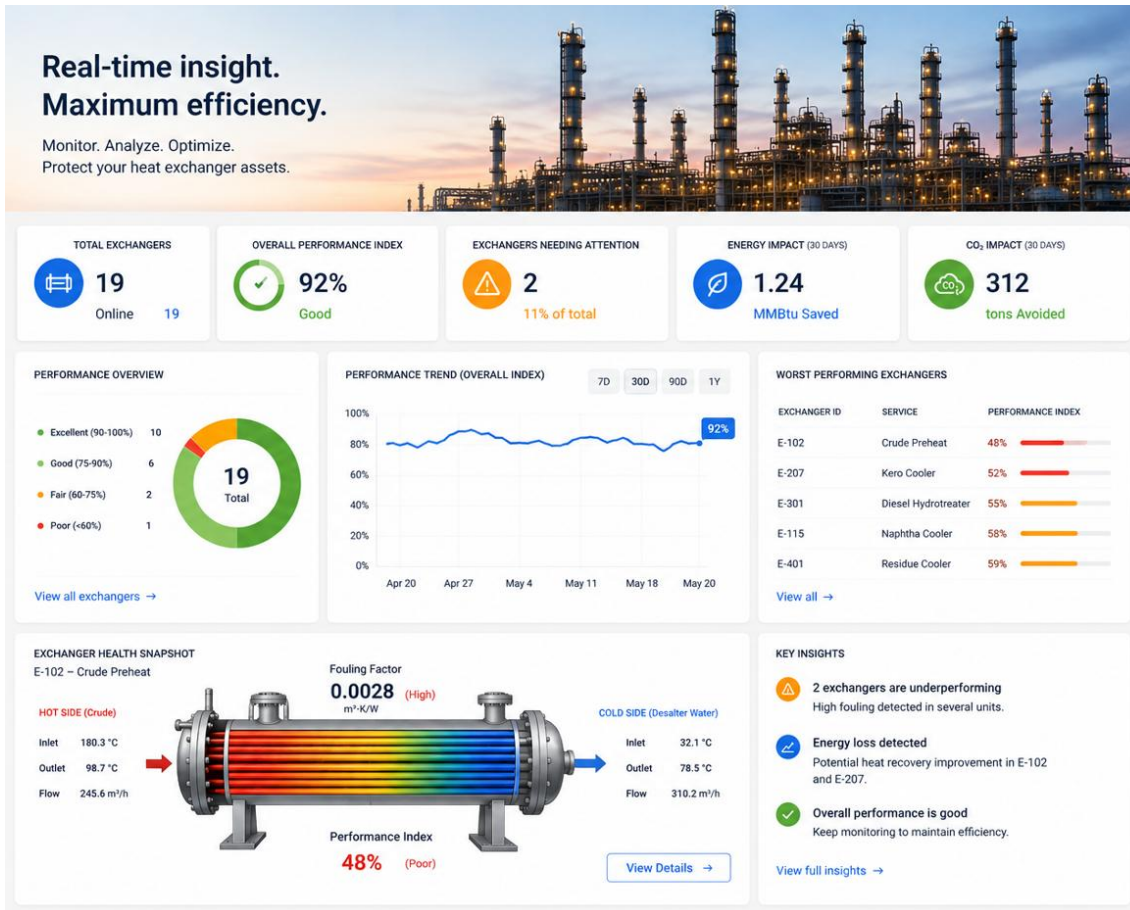 Real-time insight.
Maximum efficiency.
Monitor. Analyze. Optimize.
Protect your heat exchanger assets.
TOTAL EXCHANGERS
19
Online 19
OVERALL PERFORMANCE INDEX
92%
Good
EXCHANGERS NEEDING ATTENTION
2
11% of total
ENERGY IMPACT (30 DAYS)
1.24
MMBtu Saved
CO₂ IMPACT (30 DAYS)
CO₂
312
tons Avoided
PERFORMANCE OVERVIEW
Excellent (90-100%) 10
Good (75-90%) 6
Fair (60-75%) 2
Poor (<60%) 1
19
Total
View all exchangers →
PERFORMANCE TREND (OVERALL INDEX)
7D 30D 90D 1Y
100%
80%
60%
40%
20%
0%
92%
Apr 20 Apr 27 May 4 May 11 May 18 May 20
WORST PERFORMING EXCHANGERS
EXCHANGER ID SERVICE PERFORMANCE INDEX
E-102 Crude Preheat 48%
E-207 Kero Cooler 52%
E-301 Diesel Hydrotreater 55%
E-115 Naphtha Cooler 58%
E-401 Residue Cooler 59%
View all →
EXCHANGER HEALTH SNAPSHOT
E-102 – Crude Preheat
HOT SIDE (Crude)
Inlet 180.3 °C
Outlet 98.7 °C
Flow 245.6 m³/h
Fouling Factor
0.0028 (High)
m²·K/W
Performance Index
48% (Poor)
COLD SIDE (Desalter Water)
Inlet 32.1 °C
Outlet 78.5 °C
Flow 310.2 m³/h
View Details →
KEY INSIGHTS
2 exchangers are underperforming
High fouling detected in several units.
Energy loss detected
Potential heat recovery improvement in E-102
and E-207.
Overall performance is good
Keep monitoring to maintain efficiency.
View full insights →